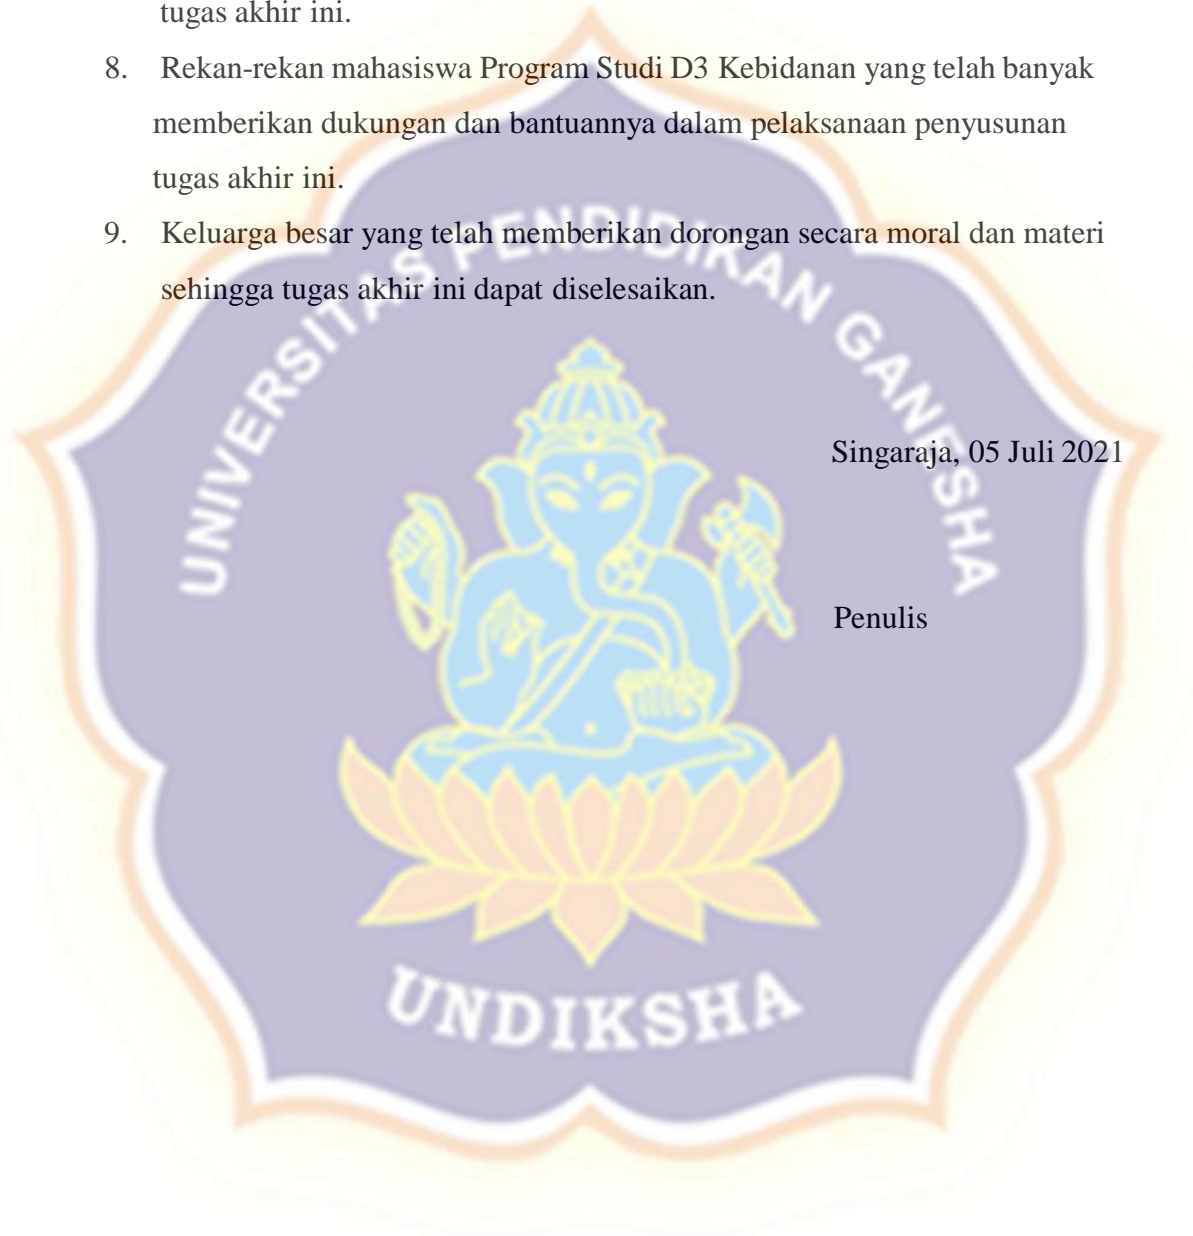 tugas akhir ini.
8. Rekan-rekan mahasiswa Program Studi D3 Kebidanan yang telah banyak
memberikan dukungan dan bantuannya dalam pelaksanaan penyusunan
tugas akhir ini.
9. Keluarga besar yang telah memberikan dorongan secara moral dan materi
sehingga tugas akhir ini dapat diselesaikan.
UNIVERSITAS PENDIDIKAN GANESHA
Singaraja, 05 Juli 2021
Penulis
UNDIKSHA